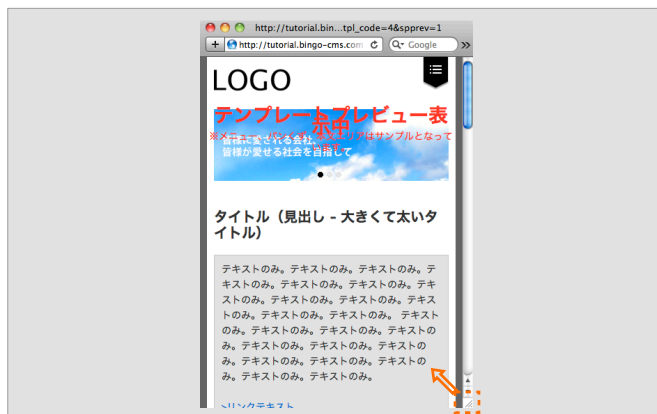 http://tutorial.bin...tpl_code=4&spprev=1
http://tutorial.bingo-cms.com
Google
LOGO
テンプレートプレビュー表
示中
※メニュー、パンくず、本文エリアはサンプルとなって
います。
皆様に愛される会社、
皆様が愛せる社会を目指して
タイトル（見出し – 大きくて太いタ
イトル）
テキストのみ。テキストのみ。テキストのみ。テ
キストのみ。テキストのみ。テキストのみ。テキ
ストのみ。テキストのみ。テキストのみ。テキス
トのみ。テキストのみ。テキストのみ。 テキスト
のみ。テキストのみ。テキストのみ。テキストの
み。テキストのみ。テキストのみ。テキストの
み。テキストのみ。テキストのみ。テキストの
み。テキストのみ。テキストのみ。
>リンクテキスト